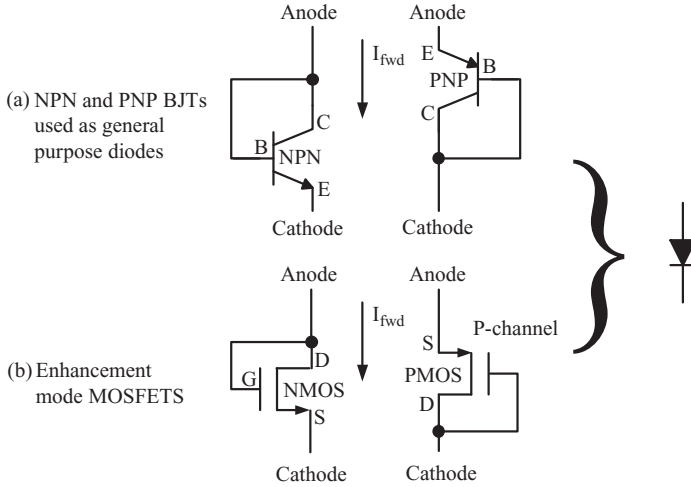 Anode
Anode
I_fwd
E
B
PNP
(a) NPN and PNP BJTs
used as general
purpose diodes
C
C
B
NPN
E
Cathode
Cathode
Anode
Anode
I_fwd
P-channel
S
D
(b) Enhancement
mode MOSFETS
G
NMOS
PMOS
D
S
Cathode
Cathode